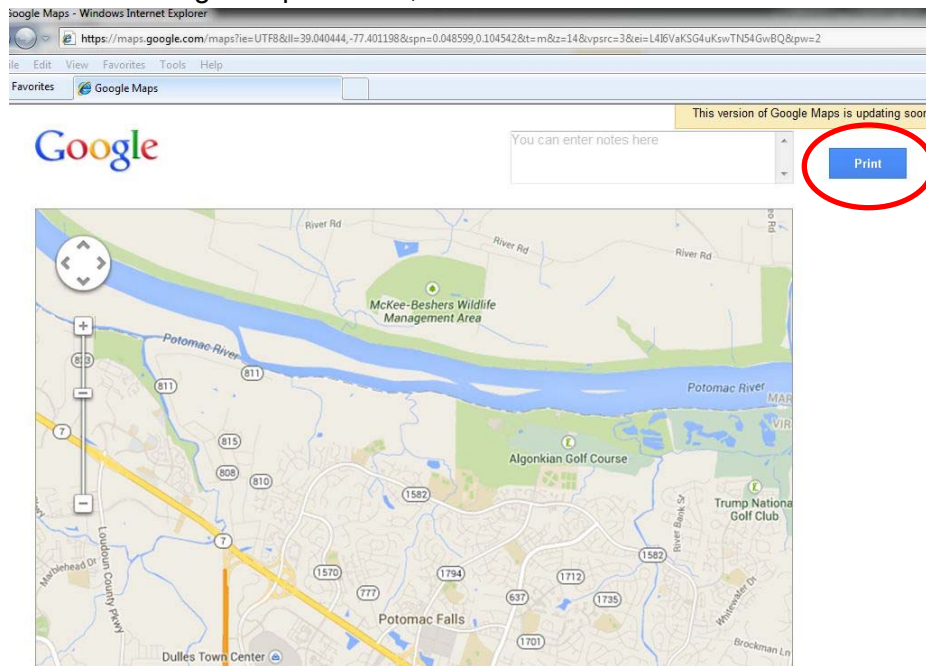 Google Maps - Windows Internet Explorer
https://maps.google.com/maps?ie=UTF8&ll=39.040444,-77.401198&spn=0.048599,0.104542&t=m&z=14&vpsrc=3&ei=L4I6VaKSG4uKswTN54GwBQ&pw=2
Edit View Favorites Tools Help
Favorites Google Maps
This version of Google Maps is updating soon
Google
You can enter notes here
Print
River Rd
River Rd
River Rd
McKee-Beshers Wildlife
Management Area
Potomac River
811
811
Potomac River
MAR
VIR
7
815
Algonkian Golf Course
808
810
1582
Trump National
Golf Club
River Bank St
7
1582
Loudoun County Pkwy
1570
1794
1712
777
637
1735
Whitewater Dr
Potomac Falls
1701
Brockman Ln
Dulles Town Center